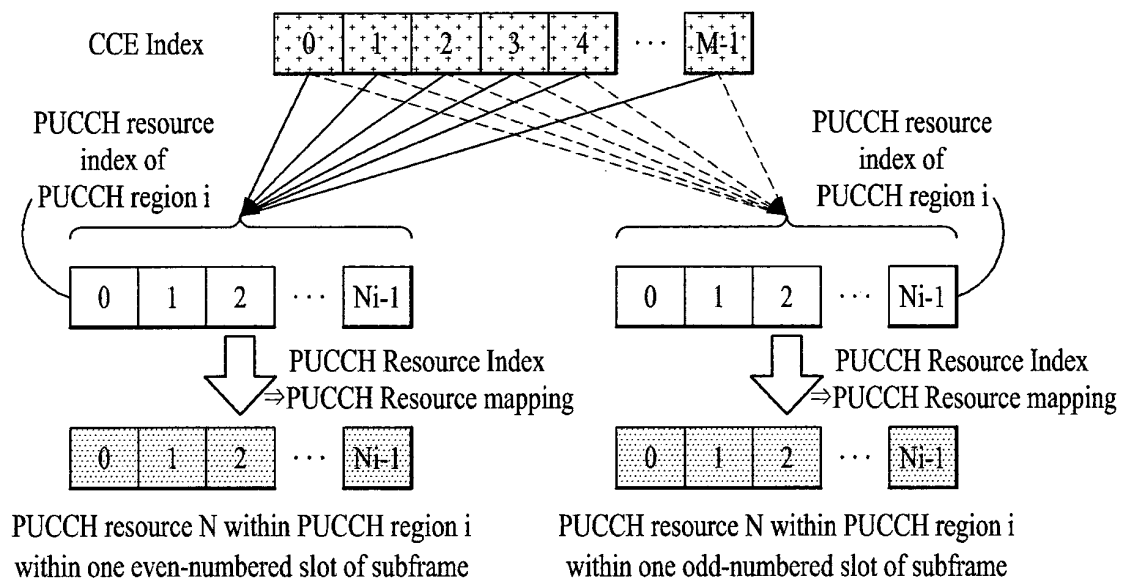 CCE Index 0 1 2 3 4 ··· M-1
PUCCH resource
index of
PUCCH region i
PUCCH resource
index of
PUCCH region i
0 1 2 ··· Ni-1
0 1 2 ··· Ni-1
PUCCH Resource Index
⇒PUCCH Resource mapping
PUCCH Resource Index
⇒PUCCH Resource mapping
0 1 2 ··· Ni-1
0 1 2 ··· Ni-1
PUCCH resource N within PUCCH region i
within one even-numbered slot of subframe
PUCCH resource N within PUCCH region i
within one odd-numbered slot of subframe